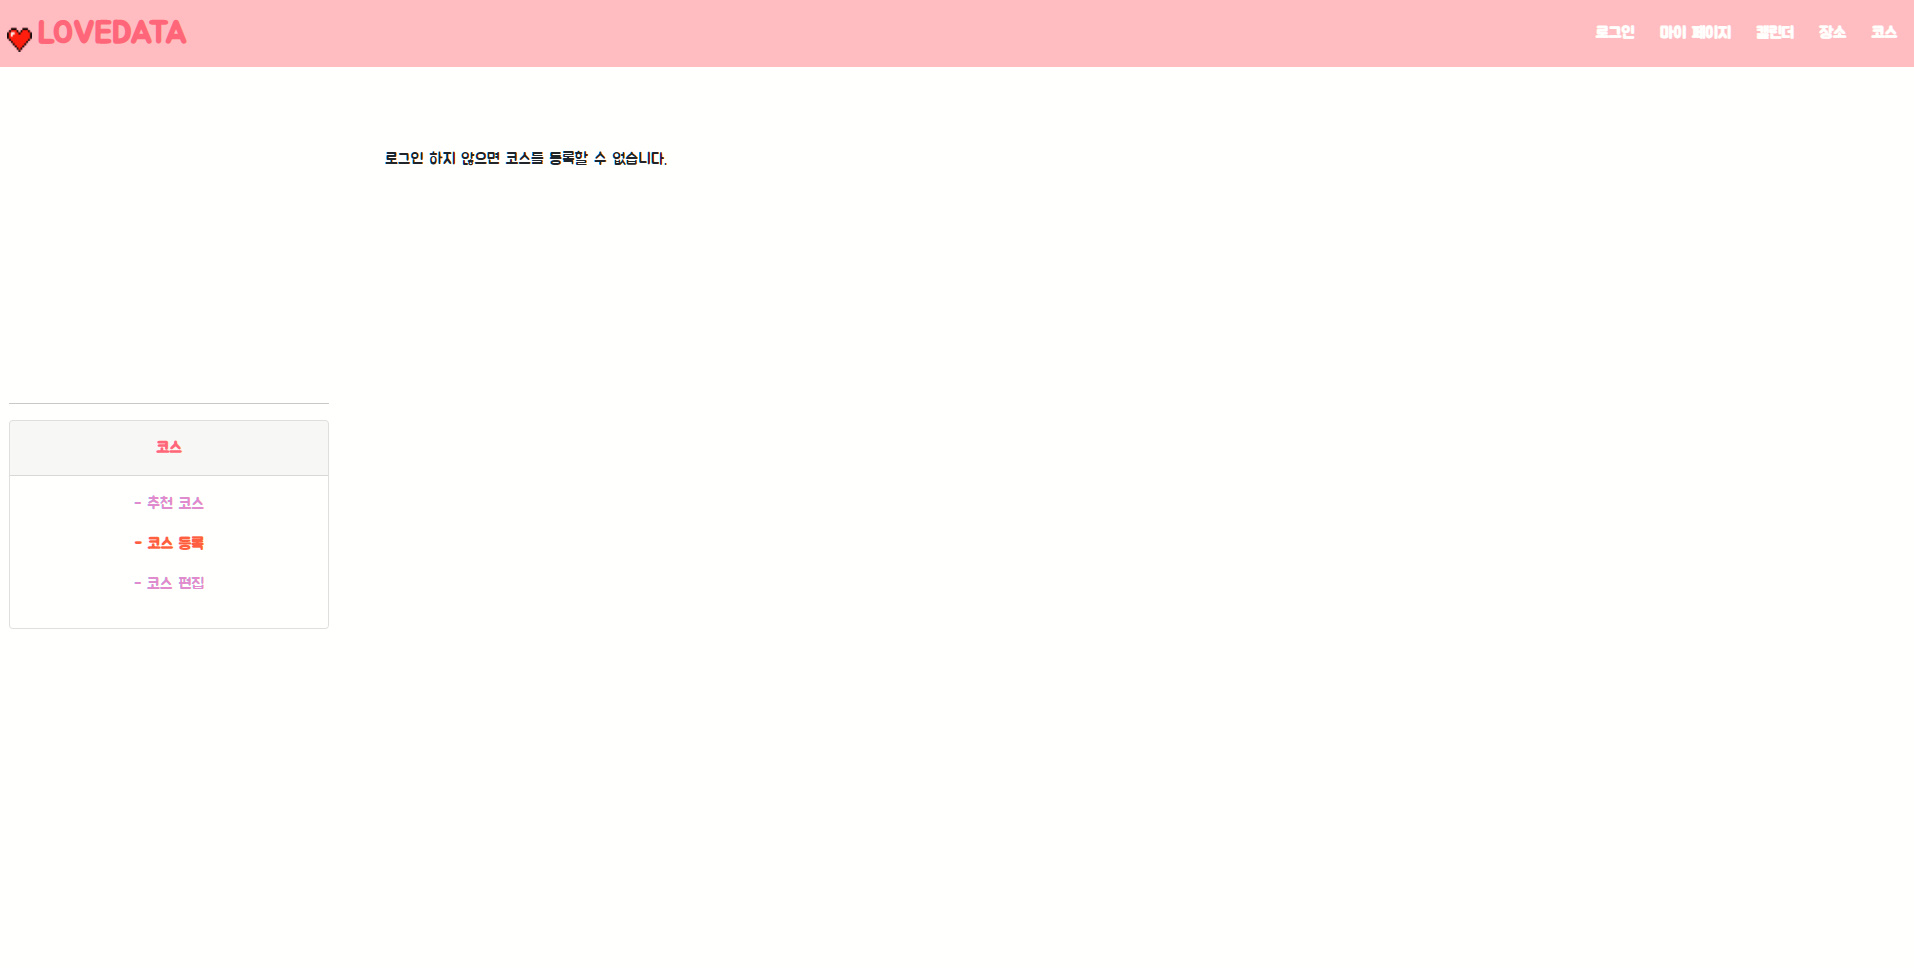 LOVEDATA
로그인 마이 페이지 캘린더 장소 코스
로그인 하지 않으면 코스를 등록할 수 없습니다.
코스
- 추천 코스
- 코스 등록
- 코스 편집